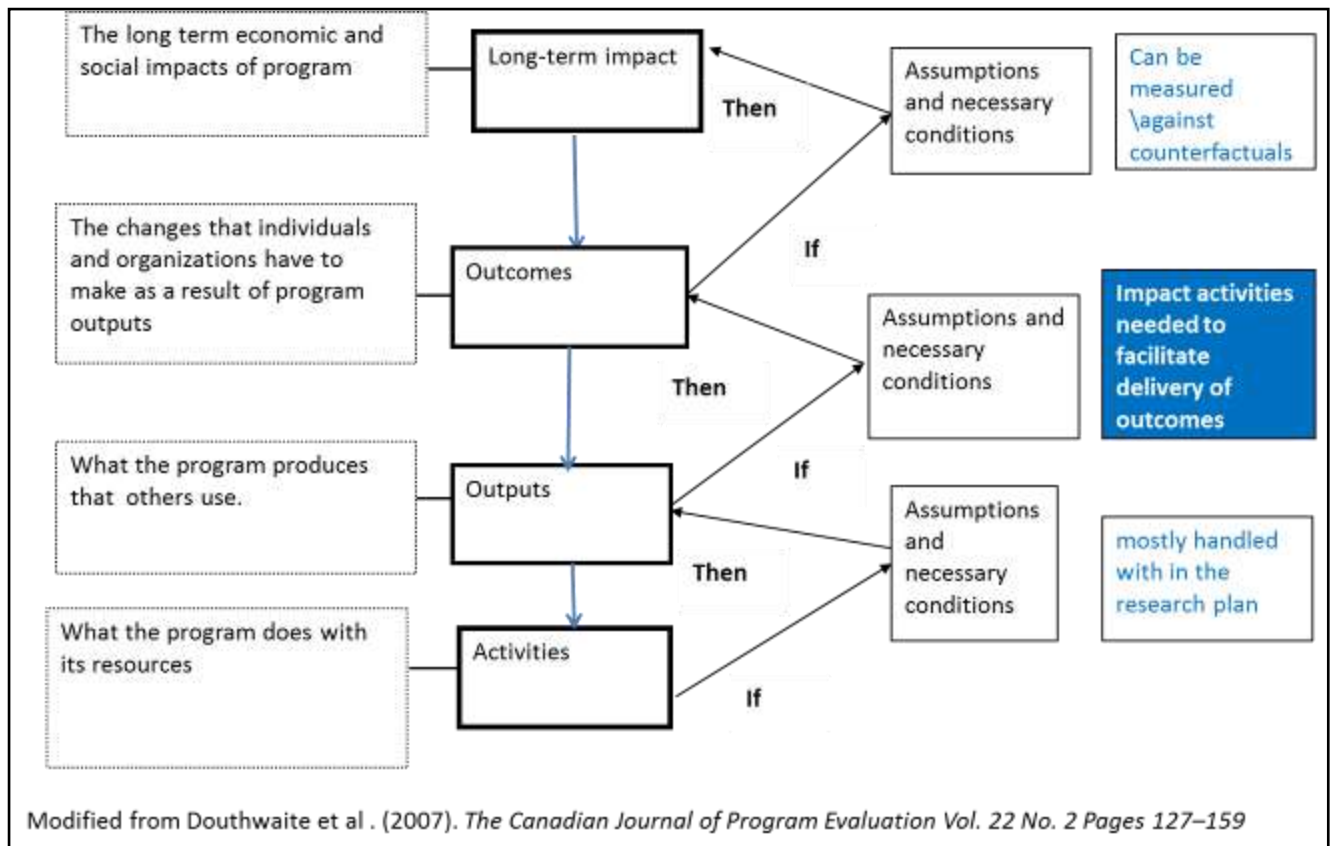 The long term economic and
social impacts of program
Long-term impact
Then
Assumptions
and necessary
conditions
Can be
measured
\against
counterfactuals
The changes that individuals
and organizations have to
make as a result of program
outputs
Outcomes
If
Assumptions and
necessary
conditions
Impact activities
needed to
facilitate
delivery of
outcomes
Then
What the program produces
that others use.
Outputs
If
Assumptions
and
necessary
conditions
mostly handled
with in the
research plan
Then
What the program does with
its resources
Activities
If
Modified from Douthwaite et al . (2007). The Canadian Journal of Program Evaluation Vol. 22 No. 2 Pages 127–159